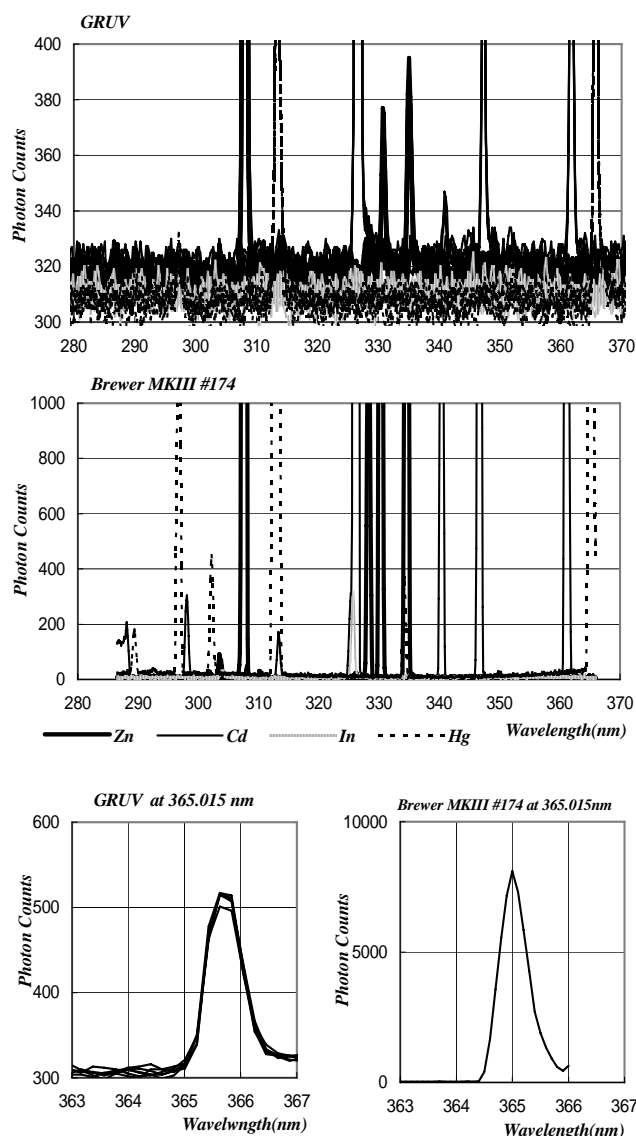 GRUV
Photon Counts
400
380
360
340
320
300
280 290 300 310 320 330 340 350 360 370
Brewer MKIII #174
Photon Counts
1000
800
600
400
200
0
280 290 300 310 320 330 340 350 360 370
Zn Cd In Hg Wavelength(nm)
GRUV at 365.015 nm
Photon Counts
600
500
400
300
363 364 365 366 367
Wavelwngth(nm)
Brewer MKIII #174 at 365.015nm
Photon Counts
10000
5000
0
363 364 365 366 367
Wavelength(nm)